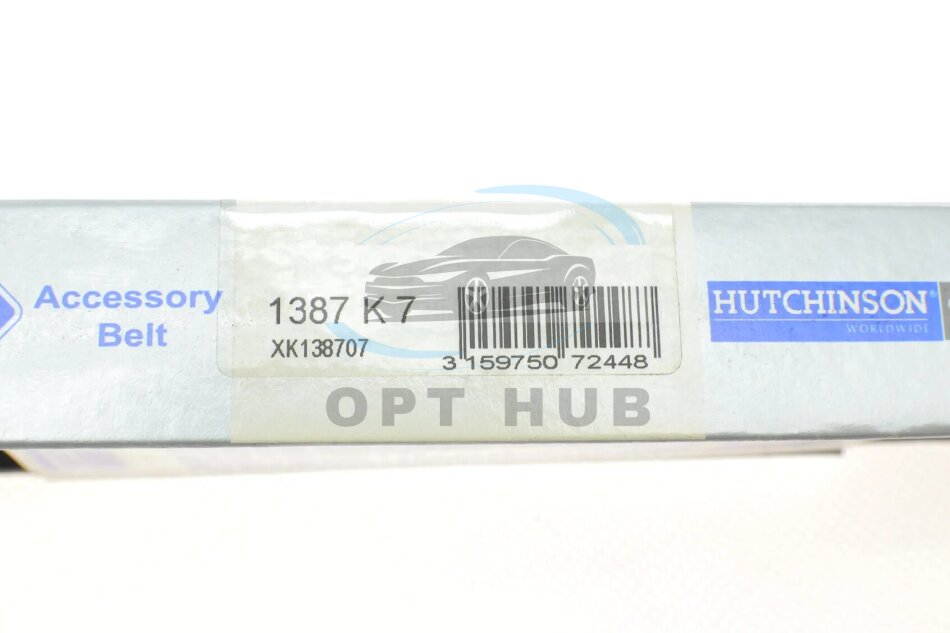 Accessory
Belt
1387 K 7
XK138707
3 159750 72448
HUTCHINSON®
WORLDWIDE
OPT HUB